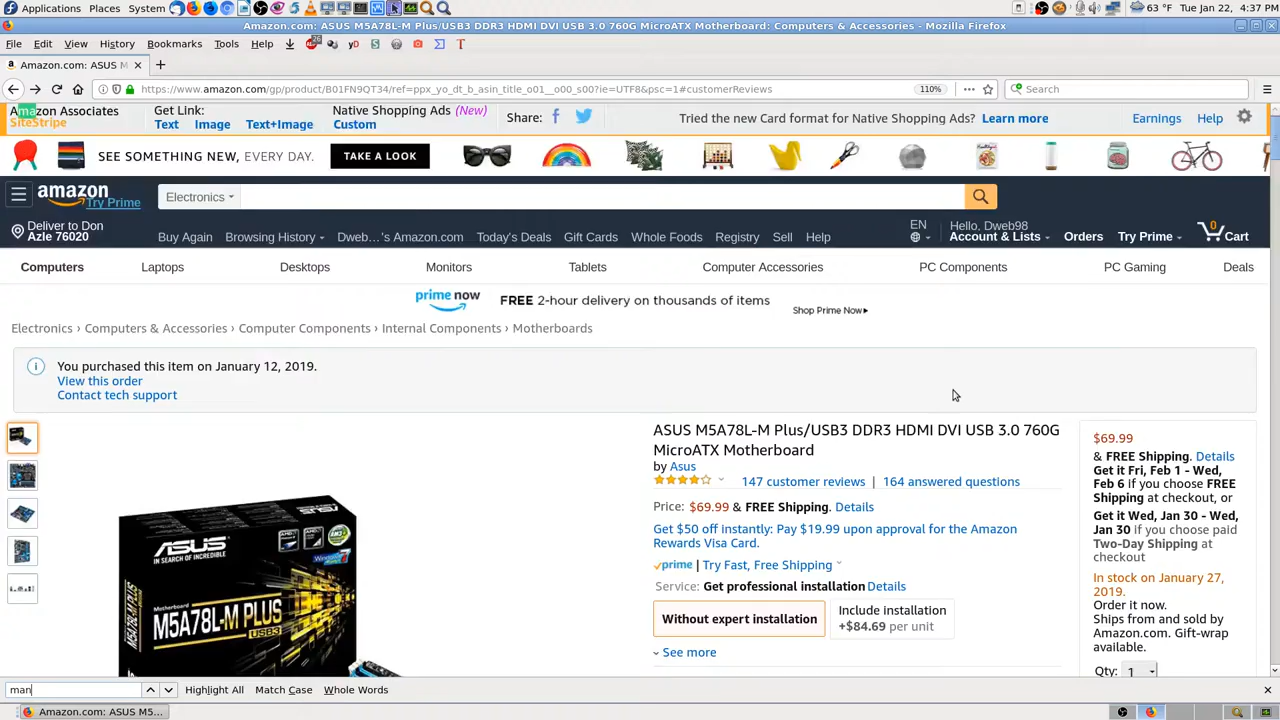 Applications Places System 63 °F Tue Jan 22, 4:37 PM
Amazon.com: ASUS M5A78L-M Plus/USB3 DDR3 HDMI DVI USB 3.0 760G MicroATX Motherboard: Computers & Accessories - Mozilla Firefox
File Edit View History Bookmarks Tools Help
Amazon.com: ASUS M
https://www.amazon.com/gp/product/B01FN9QT34/ref=ppx_yo_dt_b_asin_title_o01__o00_s00?ie=UTF8&psc=1#customerReviews 110% Search
Amazon Associates Get Link: Native Shopping Ads (New)
SiteStripe Text Image Text+Image Custom Share: Tried the new Card format for Native Shopping Ads? Learn more Earnings Help
SEE SOMETHING NEW, EVERY DAY. TAKE A LOOK
amazon Try Prime Electronics
Deliver to Don EN Hello, Dweb98 0
Azle 76020 Buy Again Browsing History Dweb...'s Amazon.com Today's Deals Gift Cards Whole Foods Registry Sell Help Account & Lists Orders Try Prime Cart
Computers Laptops Desktops Monitors Tablets Computer Accessories PC Components PC Gaming Deals
prime now FREE 2-hour delivery on thousands of items Shop Prime Now
Electronics › Computers & Accessories › Computer Components › Internal Components › Motherboards
You purchased this item on January 12, 2019.
View this order
Contact tech support
ASUS M5A78L-M Plus/USB3 DDR3 HDMI DVI USB 3.0 760G
MicroATX Motherboard
by Asus
147 customer reviews | 164 answered questions
Price: $69.99 & FREE Shipping. Details
Get $50 off instantly: Pay $19.99 upon approval for the Amazon
Rewards Visa Card.
prime | Try Fast, Free Shipping
Service: Get professional installation Details
Without expert installation
Include installation
+$84.69 per unit
See more
$69.99
& FREE Shipping. Details
Get it Fri, Feb 1 - Wed,
Feb 6 if you choose FREE
Shipping at checkout, or
Get it Wed, Jan 30 - Wed,
Jan 30 if you choose paid
Two-Day Shipping at
checkout
In stock on January 27,
2019.
Order it now.
Ships from and sold by
Amazon.com. Gift-wrap
available.
Qty: 1
ASUS
IN SEARCH OF INCREDIBLE
Motherboard
M5A78L-M PLUS
USB3
man Highlight All Match Case Whole Words
Amazon.com: ASUS M5...